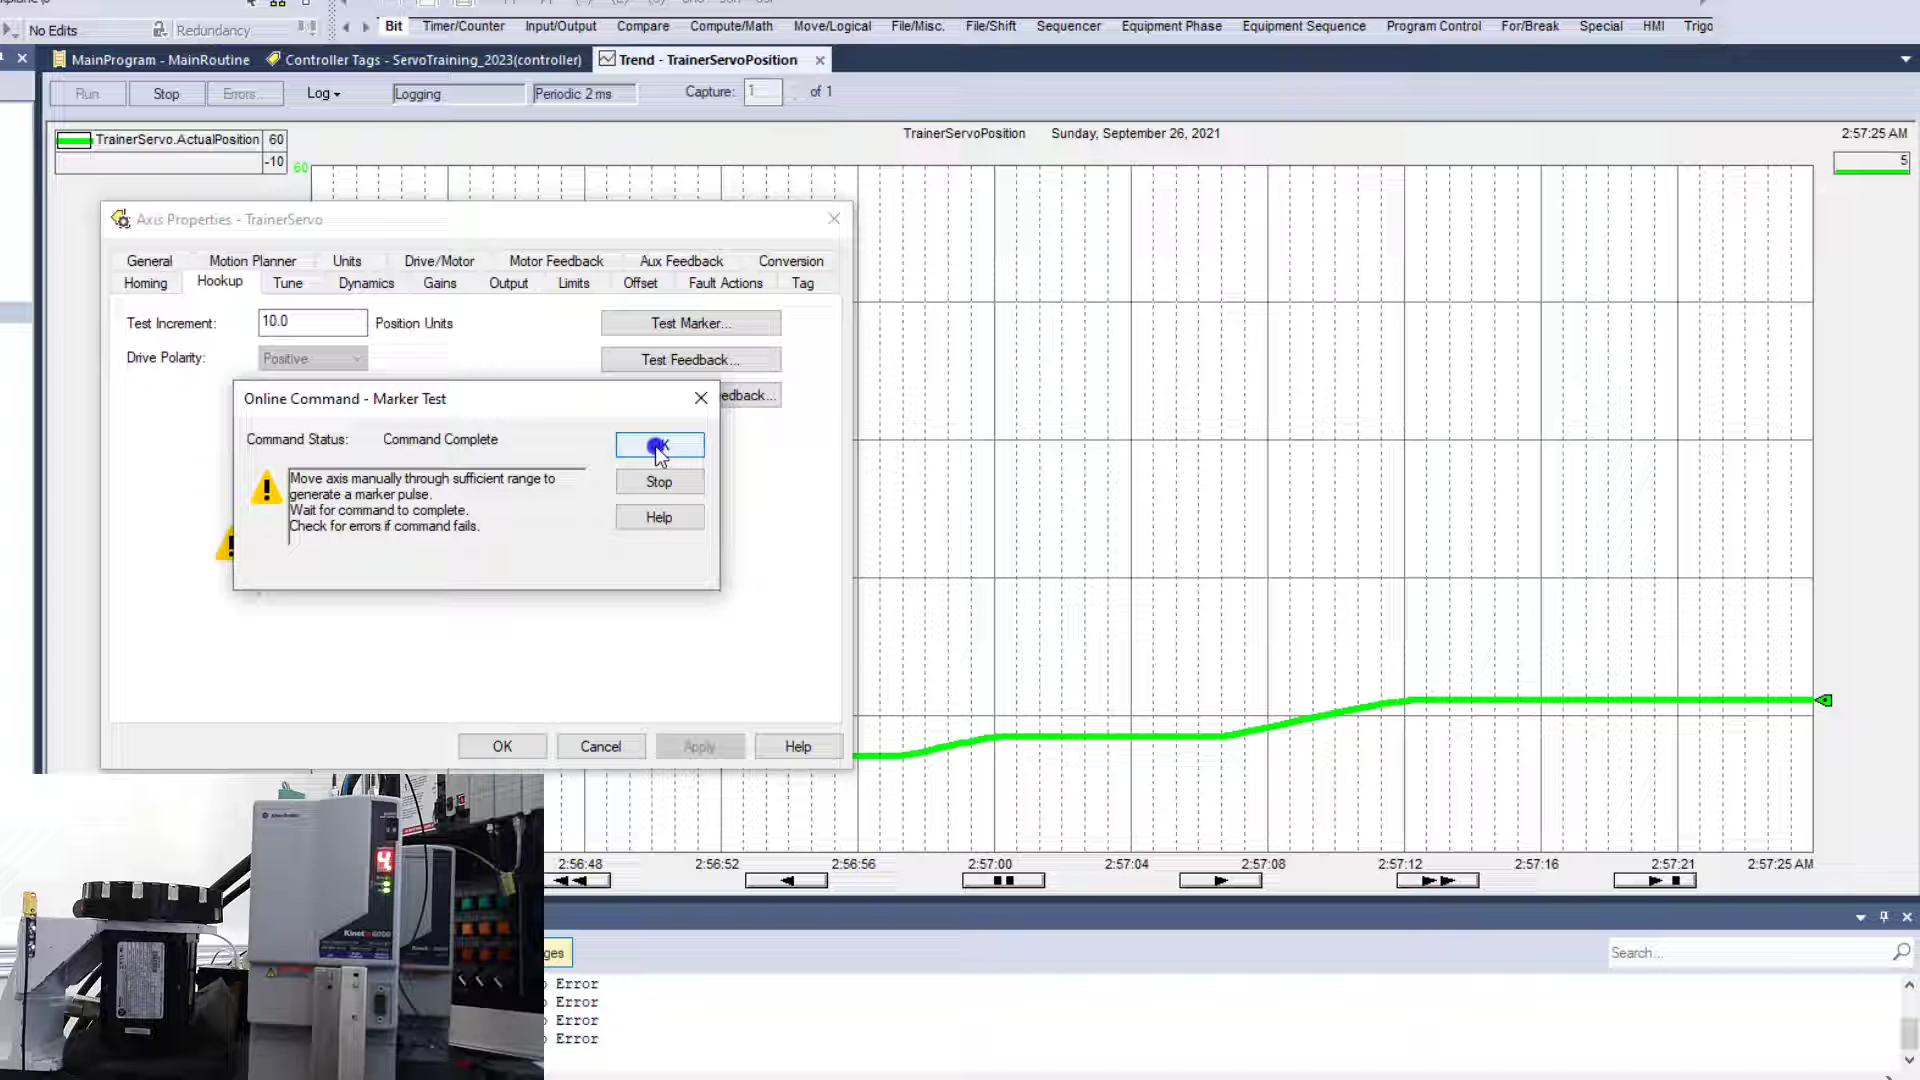 No Edits
Redundancy
Bit
Timer/Counter
Input/Output
Compare
Compute/Math
Move/Logical
File/Misc.
File/Shift
Sequencer
Equipment Phase
Equipment Sequence
Program Control
For/Break
Special
HMI
Trigo
MainProgram - MainRoutine
Controller Tags - ServoTraining_2023(controller)
Trend - TrainerServoPosition
Run
Stop
Errors...
Log
Logging
Periodic 2 ms
Capture:
1
of 1
TrainerServo.ActualPosition
60
-10
60
TrainerServoPosition
Sunday, September 26, 2021
2:57:25 AM
5
Axis Properties - TrainerServo
General
Motion Planner
Units
Drive/Motor
Motor Feedback
Aux Feedback
Conversion
Homing
Hookup
Tune
Dynamics
Gains
Output
Limits
Offset
Fault Actions
Tag
Test Increment:
10.0
Position Units
Test Marker...
Drive Polarity:
Positive
Test Feedback...
edback...
Online Command - Marker Test
Command Status:
Command Complete
Move axis manually through sufficient range to
generate a marker pulse.
Wait for command to complete.
Check for errors if command fails.
Stop
Help
OK
Cancel
Apply
Help
2:56:48
2:56:52
2:56:56
2:57:00
2:57:04
2:57:08
2:57:12
2:57:16
2:57:21
2:57:25 AM
ges
Search...
Error
Error
Error
Error
4